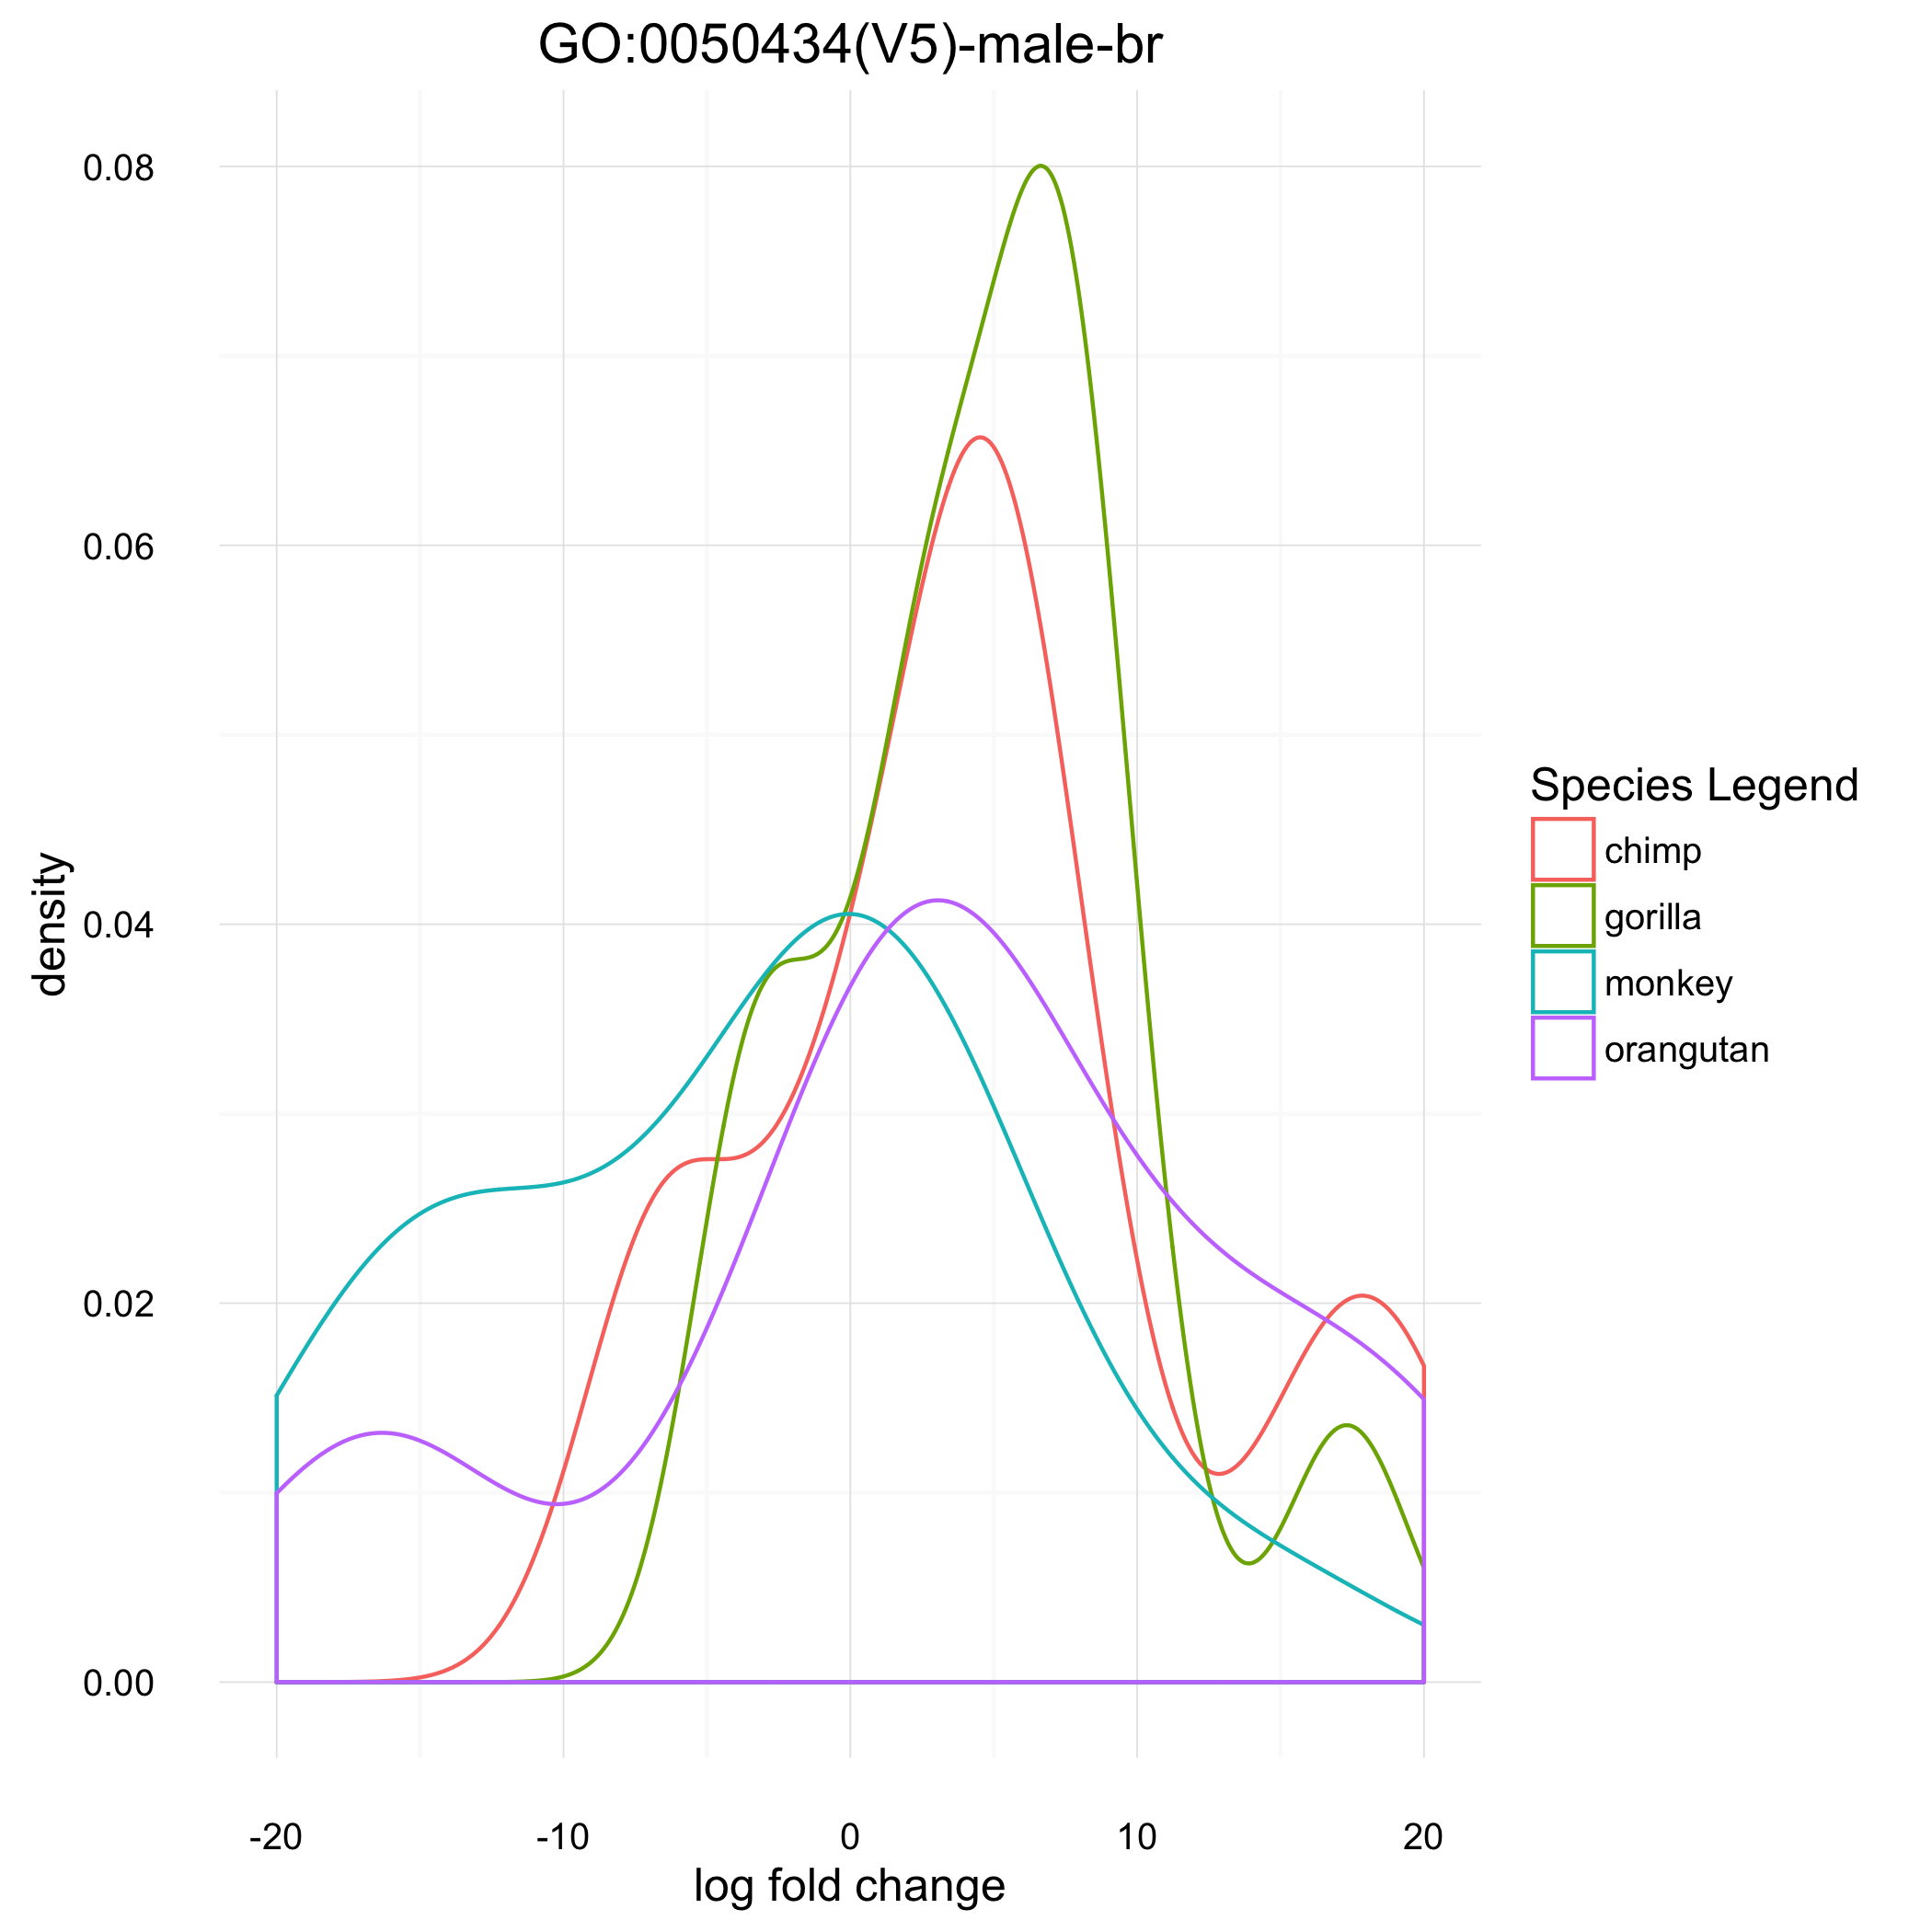 GO:0050434(V5)-male-br
0.08
0.06
0.04
0.02
0.00
density
-20 -10 0 10 20
log fold change
Species Legend
chimp
gorilla
monkey
orangutan